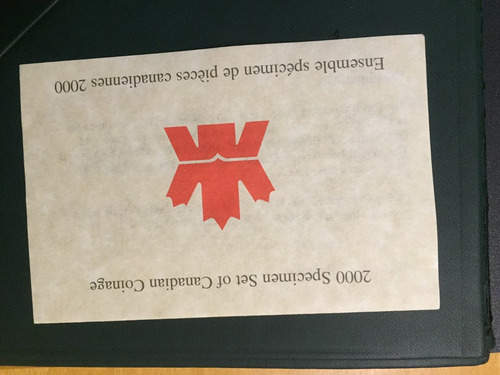 2000 Specimen Set of Canadian Coinage
Ensemble spécimen de pièces canadiennes 2000